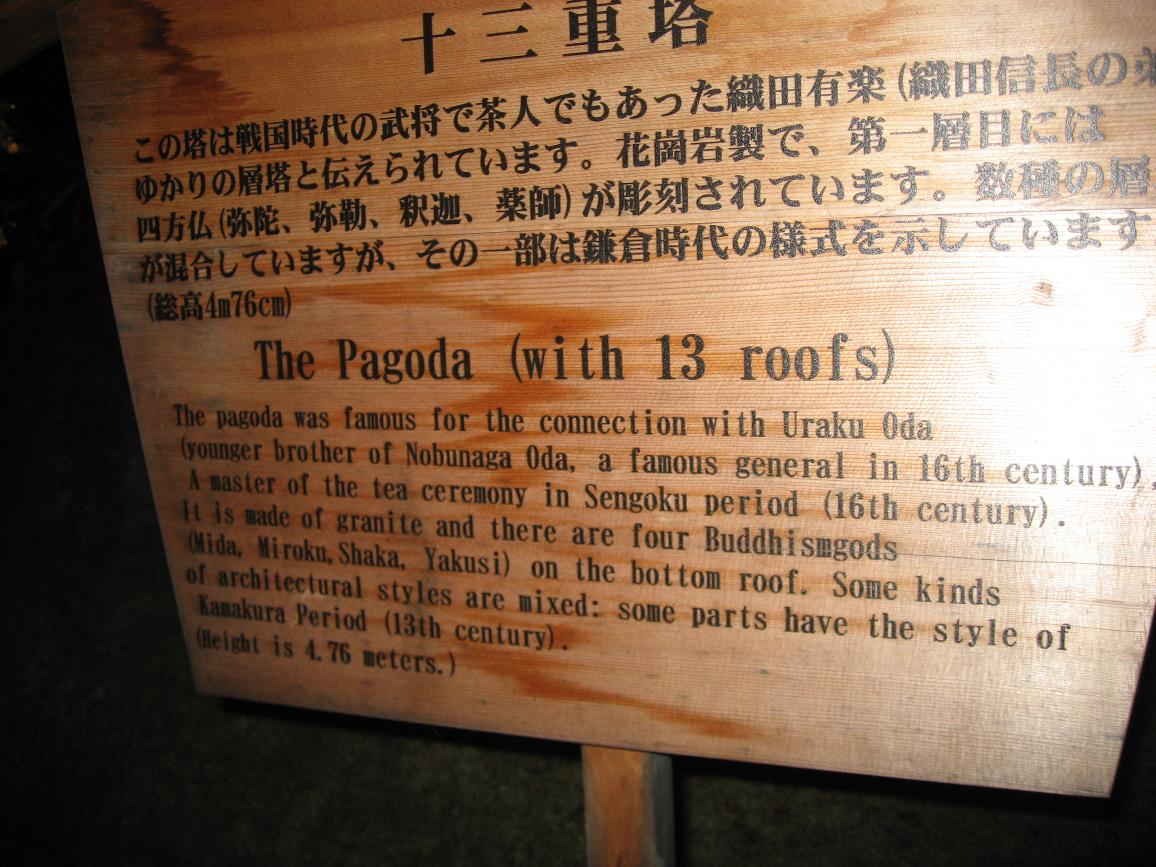 十三重塔
この塔は戦国時代の武将で茶人でもあった織田有楽(織田信長の弟
ゆかりの層塔と伝えられています。花崗岩製で、第一層目には
四方仏(弥陀、弥勒、釈迦、薬師)が彫刻されています。数種の層
が混合していますが、その一部は鎌倉時代の様式を示しています
(総高4m76cm)
The Pagoda (with 13 roofs)
The pagoda was famous for the connection with Uraku Oda
(younger brother of Nobunaga Oda, a famous general in 16th century),
A master of the tea ceremony in Sengoku period (16th century).
It is made of granite and there are four Buddhismgods
(Mida, Miroku,Shaka, Yakusi) on the bottom roof. Some kinds
of architectural styles are mixed: some parts have the style of
Kamakura Period (13th century).
(Height is 4.76 meters.)